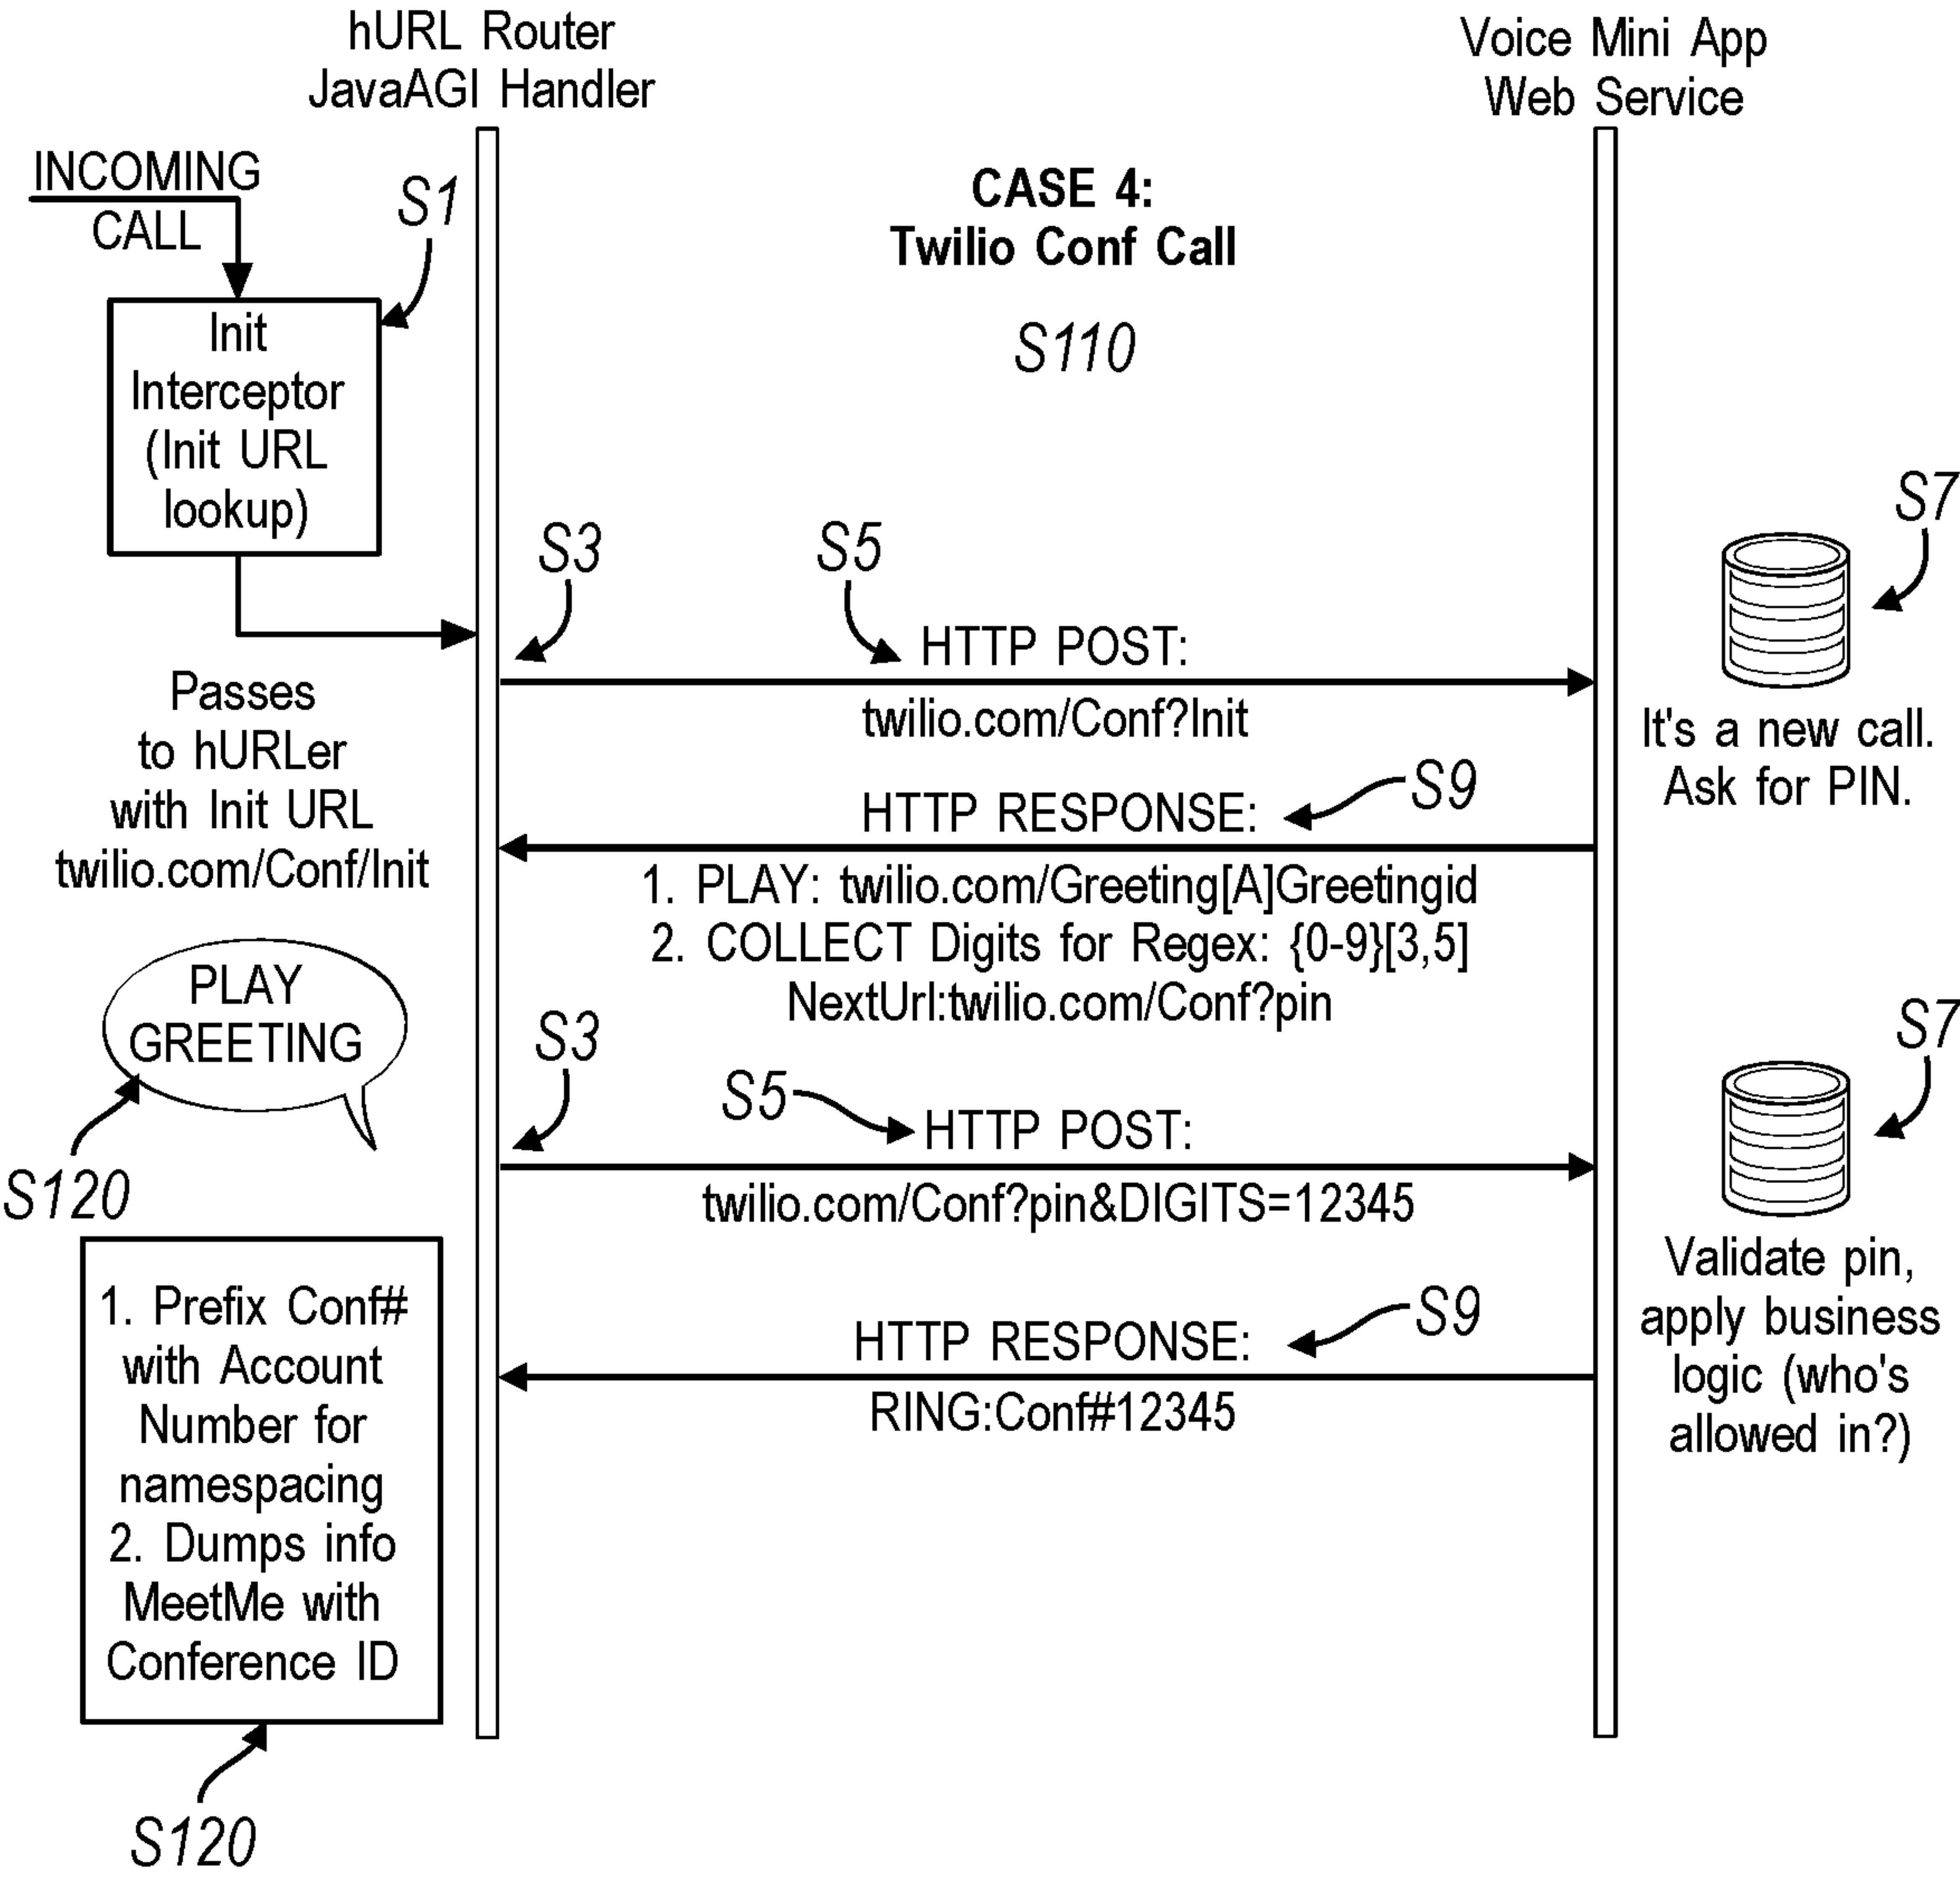 hURL Router
JavaAGI Handler
Voice Mini App
Web Service
INCOMING
CALL
S1
CASE 4:
Twilio Conf Call
S110
Init
Interceptor
(Init URL
lookup)
S3
S5
S7
HTTP POST:
twilio.com/Conf?Init
Passes
to hURLer
with Init URL
twilio.com/Conf/Init
It's a new call.
Ask for PIN.
HTTP RESPONSE:
S9
1. PLAY: twilio.com/Greeting[A]Greetingid
2. COLLECT Digits for Regex: {0-9}[3,5]
NextUrl:twilio.com/Conf?pin
PLAY
GREETING
S120
S3
S5
HTTP POST:
twilio.com/Conf?pin&DIGITS=12345
S7
Validate pin,
apply business
logic (who's
allowed in?)
HTTP RESPONSE:
S9
RING:Conf#12345
1. Prefix Conf#
with Account
Number for
namespacing
2. Dumps info
MeetMe with
Conference ID
S120